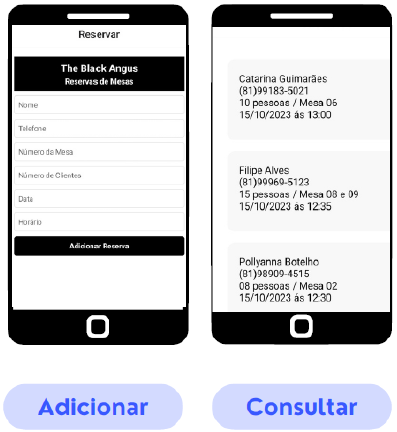 Reservar
The Black Angus
Reservas de Mesas
Nome
Telefone
Número da Mesa
Número de Clientes
Data
Horário
Adicionar Reserva
Catarina Guimarães
(81)99183-5021
10 pessoas / Mesa 06
15/10/2023 ás 13:00
Filipe Alves
(81)99969-5123
15 pessoas / Mesa 08 e 09
15/10/2023 ás 12:35
Pollyanna Botelho
(81)98909-4515
08 pessoas / Mesa 02
15/10/2023 ás 12:30
Adicionar
Consultar